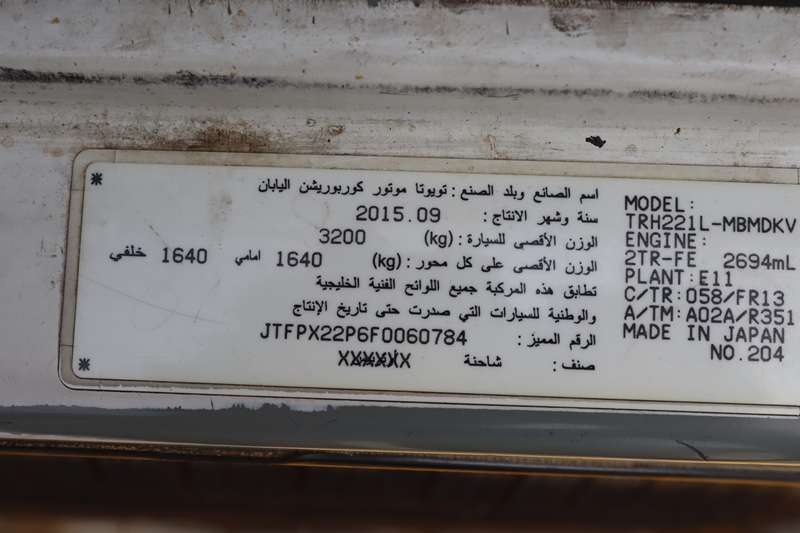 اسم الصانع وبلد الصنع : تويوتا موتور كوربوريشن اليابان
سنة وشهر الانتاج : 2015.09
الوزن الأقصى للسيارة : (kg) 3200
الوزن الأقصى على كل محور : (kg) 1640 امامي 1640 خلفي
تطابق هذه المركبة جميع اللوائح الفنية الخليجية
والوطنية للسيارات التي صدرت حتى تاريخ الإنتاج
الرقم المميز : JTFPX22P6F0060784
صنف : شاحنة XXXXXX
MODEL:
TRH221L-MBMDKV
ENGINE:
2TR-FE 2694mL
PLANT:E11
C/TR:058/FR13
A/TM:A02A/R351
MADE IN JAPAN
NO.204